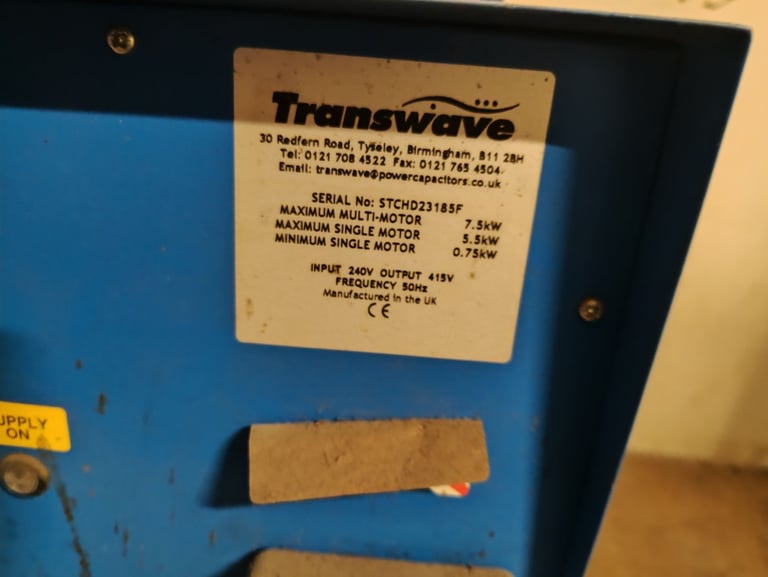 Transwave
30 Redfern Road, Tyseley, Birmingham, B11 2BH
Tel: 0121 708 4522 Fax: 0121 765 4504
Email: transwave@powercapacitors.co.uk
SERIAL No: STCHD23185F
MAXIMUM MULTI-MOTOR 7.5kW
MAXIMUM SINGLE MOTOR 5.5kW
MINIMUM SINGLE MOTOR 0.75kW
INPUT 240V OUTPUT 415V
FREQUENCY 50Hz
Manufactured in the UK
CE
UPPLY
ON